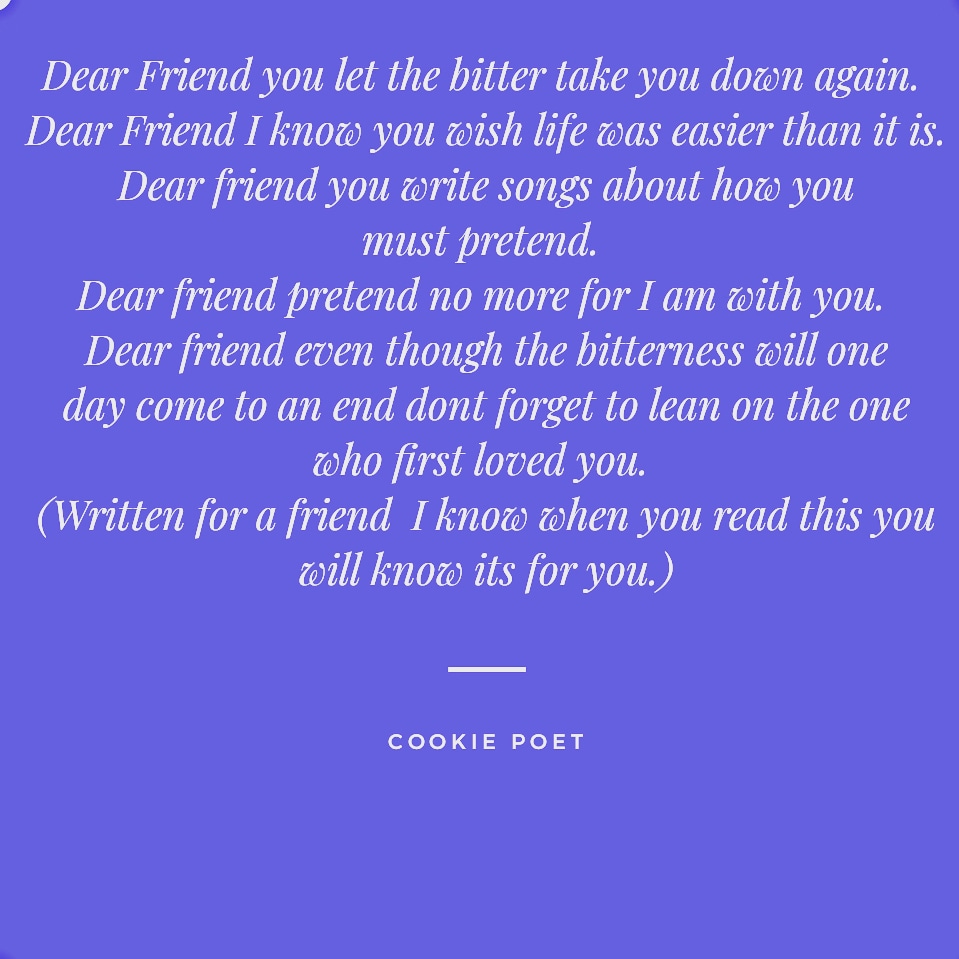 Dear Friend you let the bitter take you down again.
Dear Friend I know you wish life was easier than it is.
Dear friend you write songs about how you
must pretend.
Dear friend pretend no more for I am with you.
Dear friend even though the bitterness will one
day come to an end dont forget to lean on the one
who first loved you.
(Written for a friend  I know when you read this you
will know its for you.)
COOKIE POET